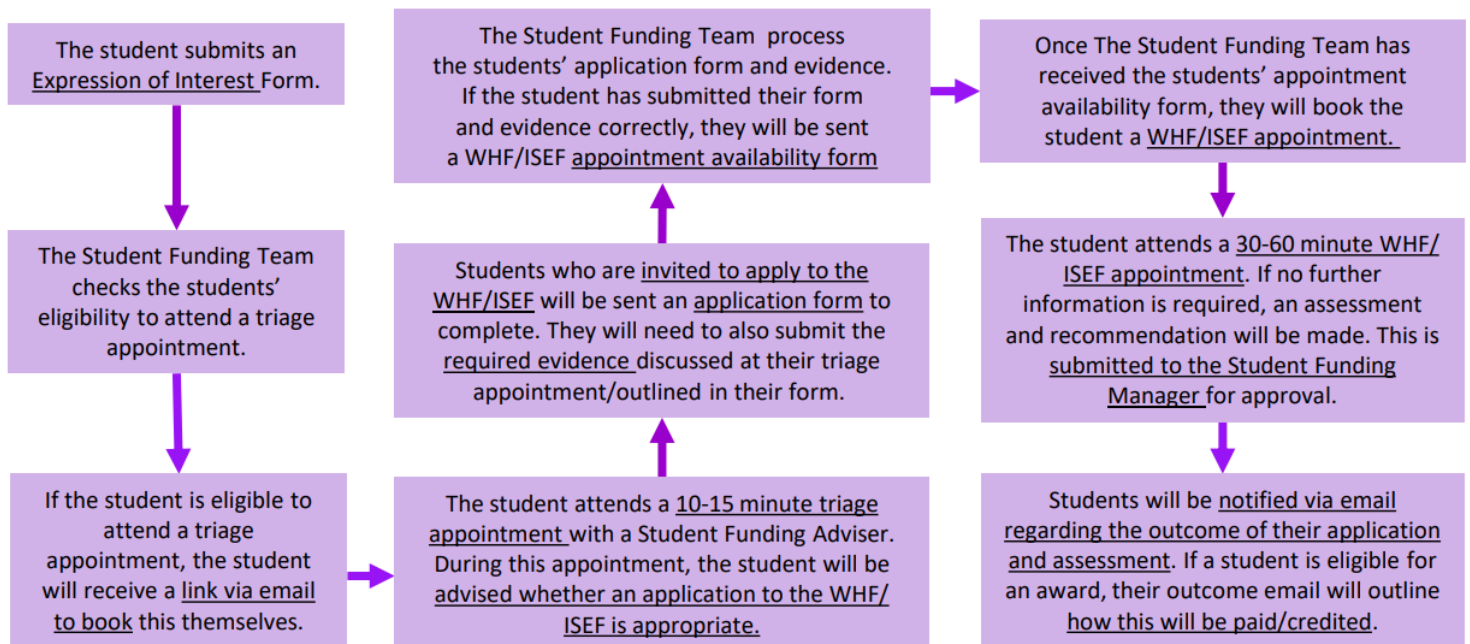 The student submits an
Expression of Interest Form.
The Student Funding Team
checks the students’
eligibility to attend a triage
appointment.
If the student is eligible to
attend a triage
appointment, the student
will receive a link via email
to book this themselves.
The student attends a 10-15 minute triage
appointment with a Student Funding Adviser.
During this appointment, the student will be
advised whether an application to the WHF/
ISEF is appropriate.
Students who are invited to apply to the
WHF/ISEF will be sent an application form to
complete. They will need to also submit the
required evidence discussed at their triage
appointment/outlined in their form.
The Student Funding Team process
the students’ application form and evidence.
If the student has submitted their form
and evidence correctly, they will be sent
a WHF/ISEF appointment availability form
Once The Student Funding Team has
received the students’ appointment
availability form, they will book the
student a WHF/ISEF appointment.
The student attends a 30-60 minute WHF/
ISEF appointment. If no further
information is required, an assessment
and recommendation will be made. This is
submitted to the Student Funding
Manager for approval.
Students will be notified via email
regarding the outcome of their application
and assessment. If a student is eligible for
an award, their outcome email will outline
how this will be paid/credited.